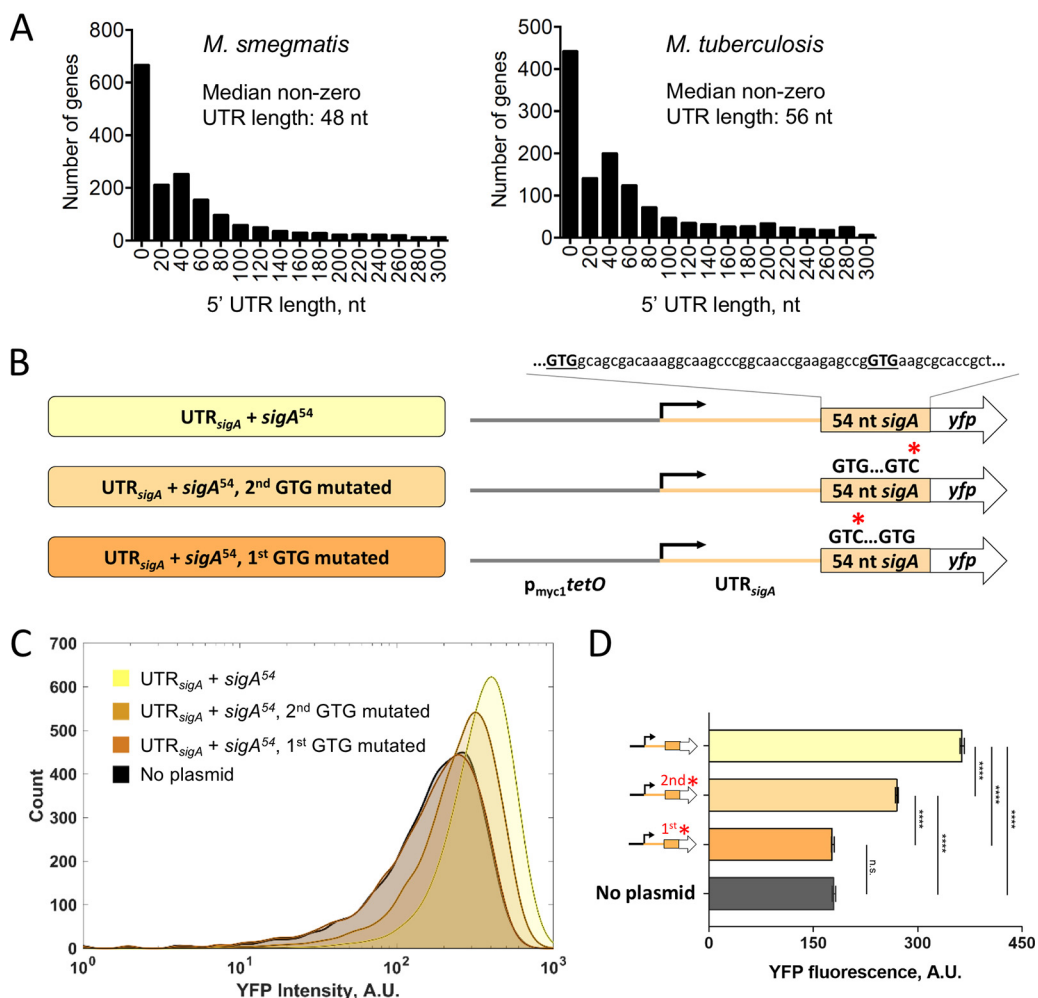 A
M. smegmatis
Median non-zero
UTR length: 48 nt
Number of genes
800
600
400
200
0
0 20 40 60 80 100 120 140 160 180 200 220 240 260 280 300
5’ UTR length, nt
M. tuberculosis
Median non-zero
UTR length: 56 nt
Number of genes
500
400
300
200
100
0
0 20 40 60 80 100 120 140 160 180 200 220 240 260 280 300
5’ UTR length, nt
B
...GTGgcagcgacaaaggcaagcccggcaaccgaagagccgGTGaagcgcaccgct...
UTRsigA + sigA54
54 nt sigA yfp
GTG...GTC
*
UTRsigA + sigA54, 2nd GTG mutated
54 nt sigA yfp
*
GTC...GTG
UTRsigA + sigA54, 1st GTG mutated
54 nt sigA yfp
pmyc1tetO
UTRsigA
C
700
600
500
400
300
200
100
0
Count
UTRsigA + sigA54
UTRsigA + sigA54, 2nd GTG mutated
UTRsigA + sigA54, 1st GTG mutated
No plasmid
10^0 10^1 10^2 10^3
YFP Intensity, A.U.
D
2nd*
1st*
No plasmid
****
****
****
****
****
n.s.
0 150 300 450
YFP fluorescence, A.U.